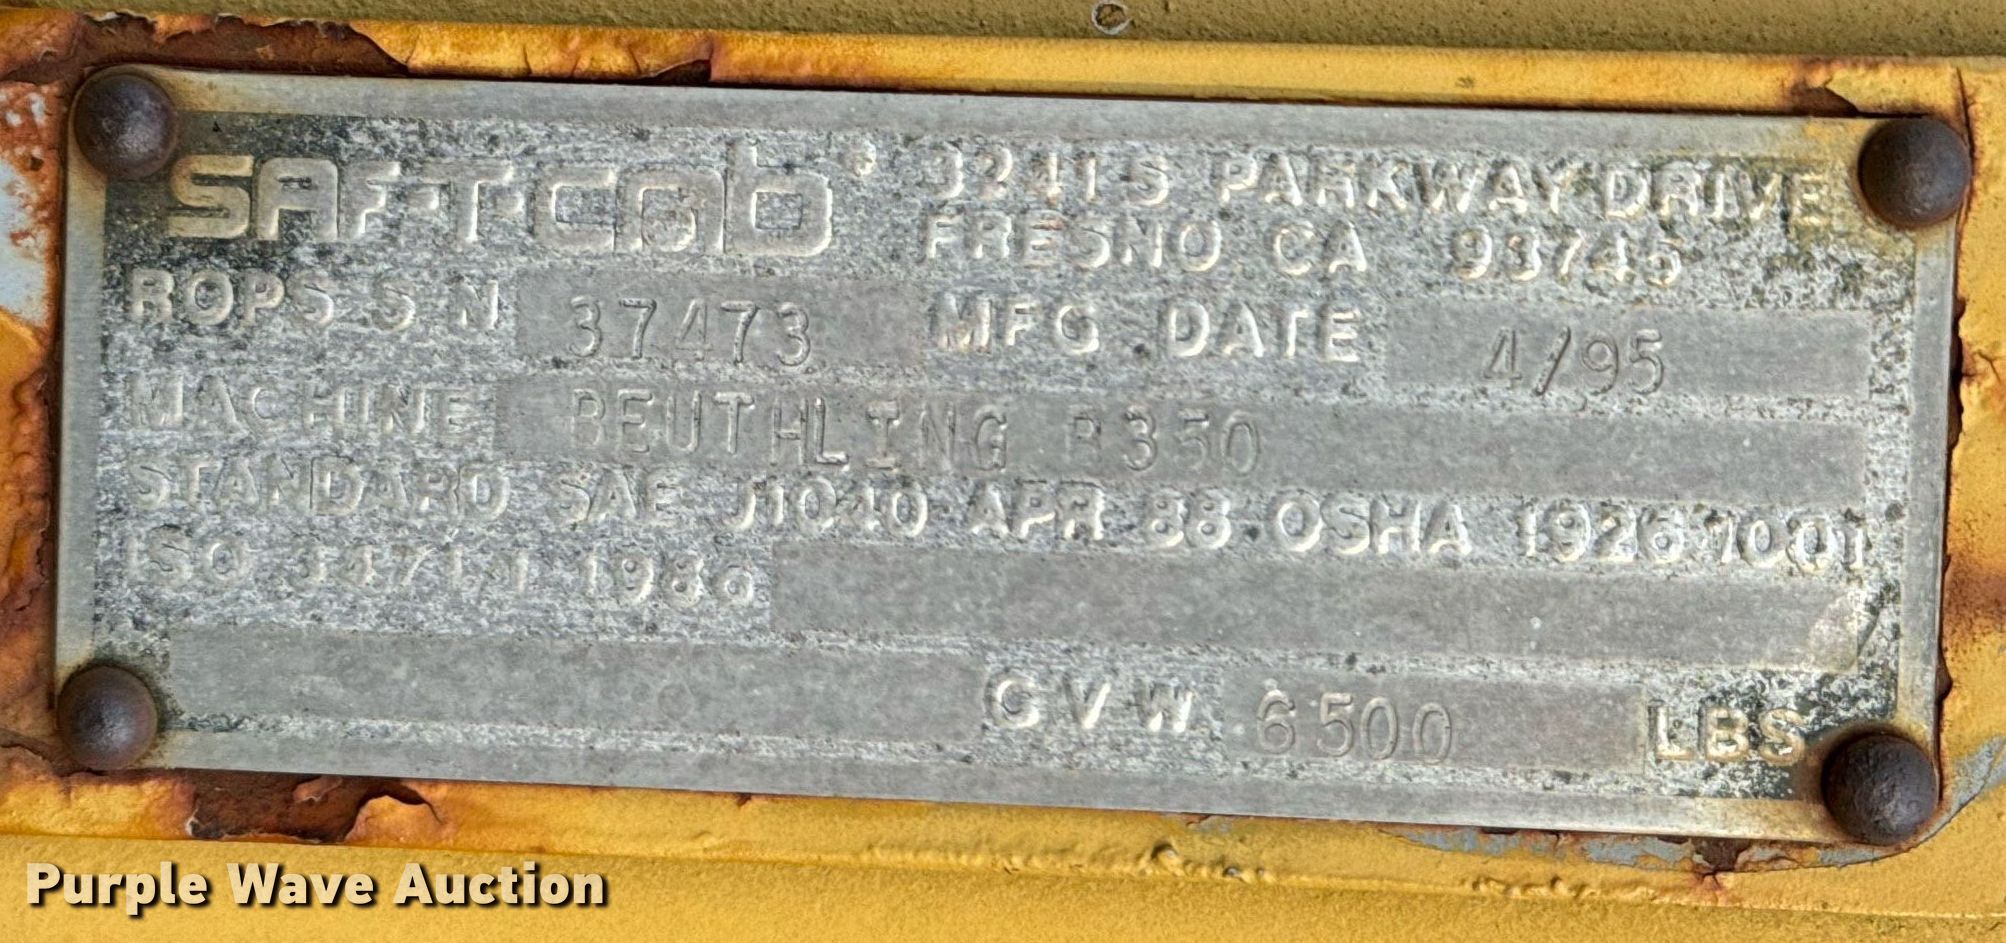 SAF-T-CAB® 3241 S PARKWAY DRIVE
FRESNO CA 93745
ROPS S N 37473 MFG DATE 4/95
MACHINE BEUTHLING B350
STANDARD SAE J1040 APR 88 OSHA 1926 1001
ISO 3471/1 1986
G V W 6500 LBS
Purple Wave Auction